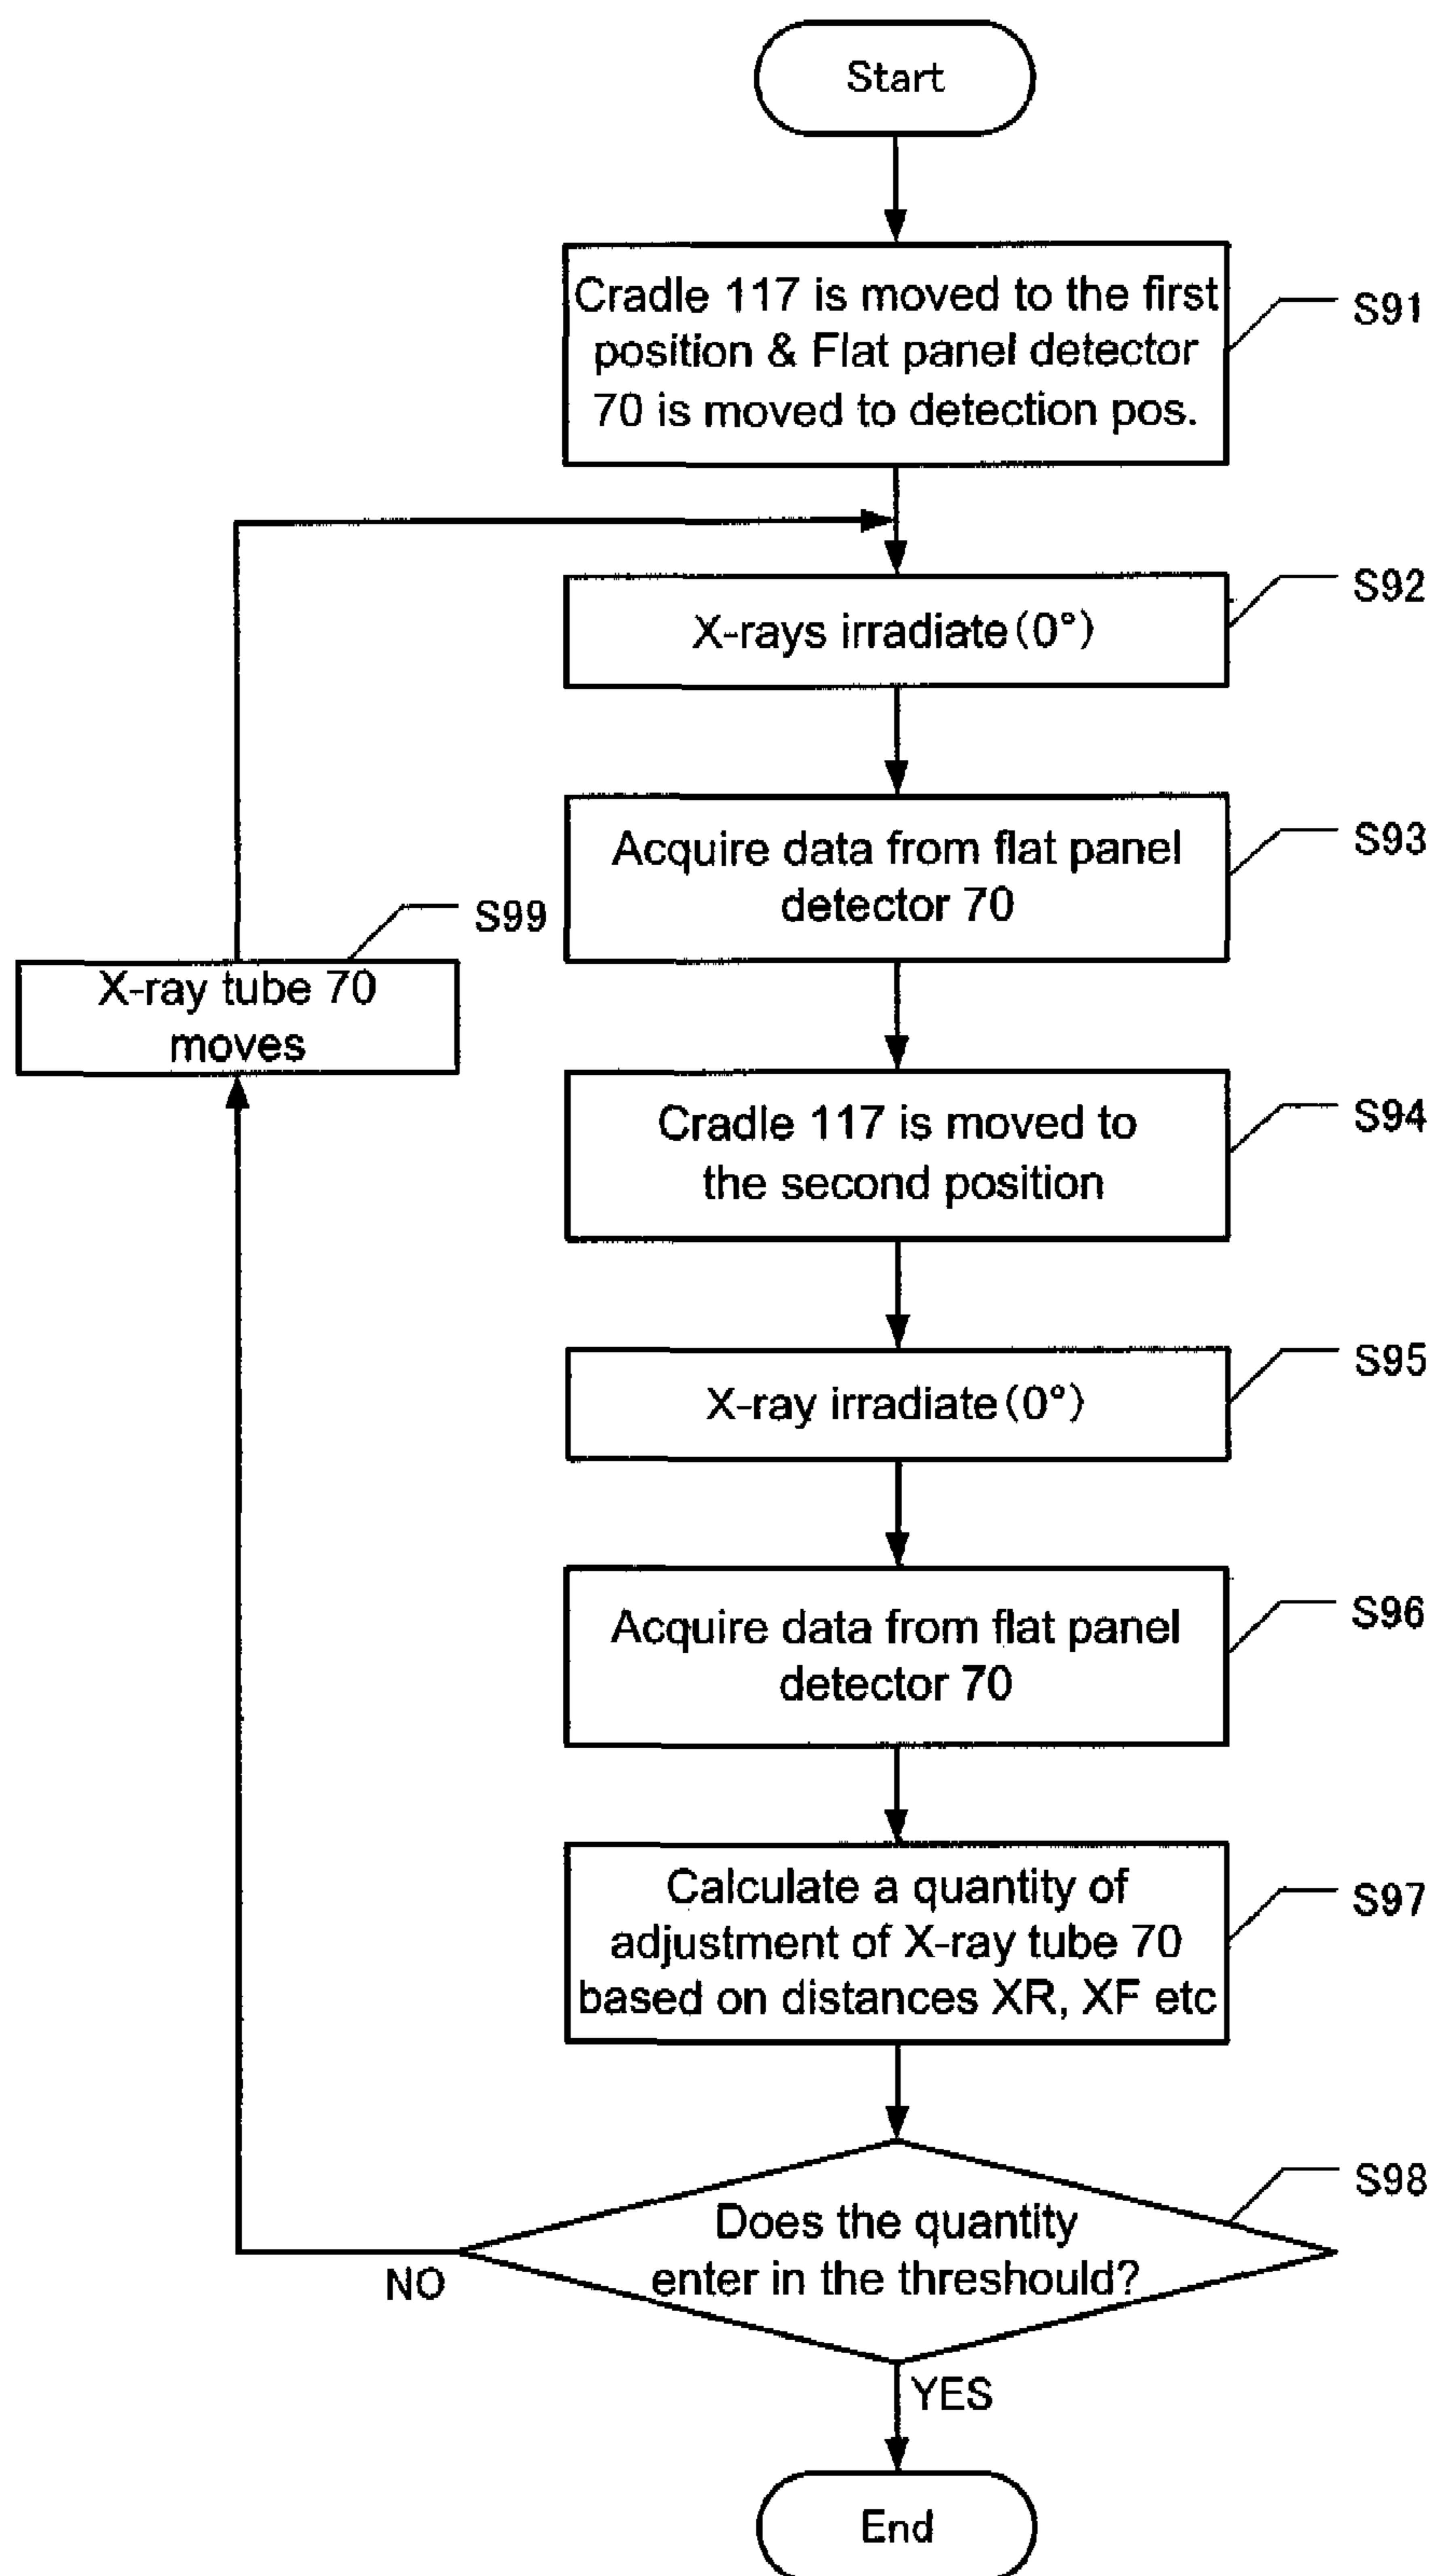 Start
Cradle 117 is moved to the first
position & Flat panel detector
70 is moved to detection pos.
S91
X-rays irradiate(0°)
S92
Acquire data from flat panel
detector 70
S93
S99
X-ray tube 70
moves
Cradle 117 is moved to
the second position
S94
X-ray irradiate(0°)
S95
Acquire data from flat panel
detector 70
S96
Calculate a quantity of
adjustment of X-ray tube 70
based on distances XR, XF etc
S97
Does the quantity
enter in the threshould?
S98
NO
YES
End